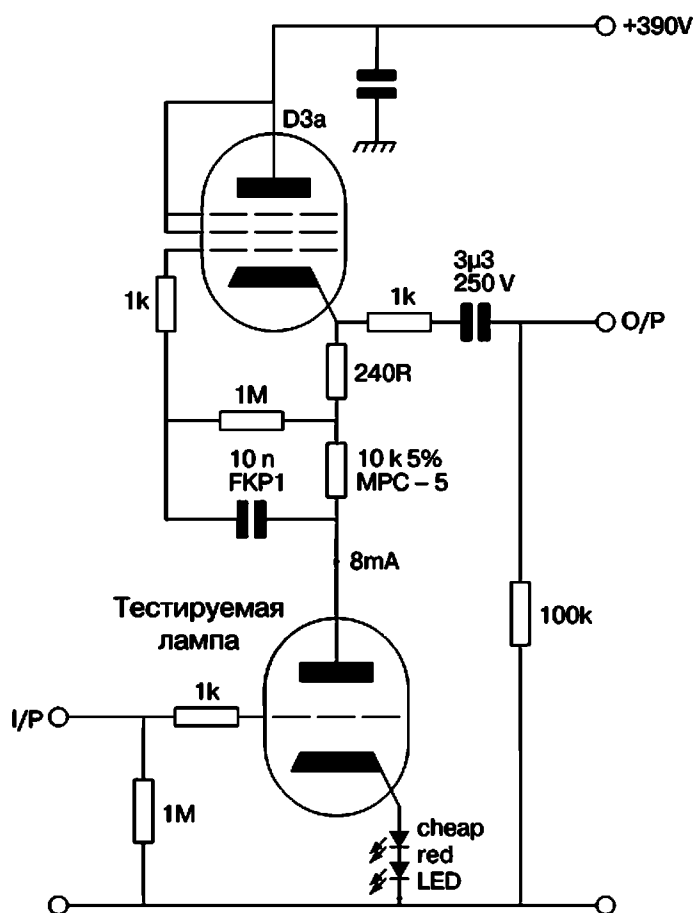 +390V
D3a
1k
3µ3
250 V
1k
O/P
240R
1M
10 n
FKP1
10 k 5%
MPC – 5
8mA
Тестируемая
лампа
100k
1k
I/P
1M
cheap
red
LED